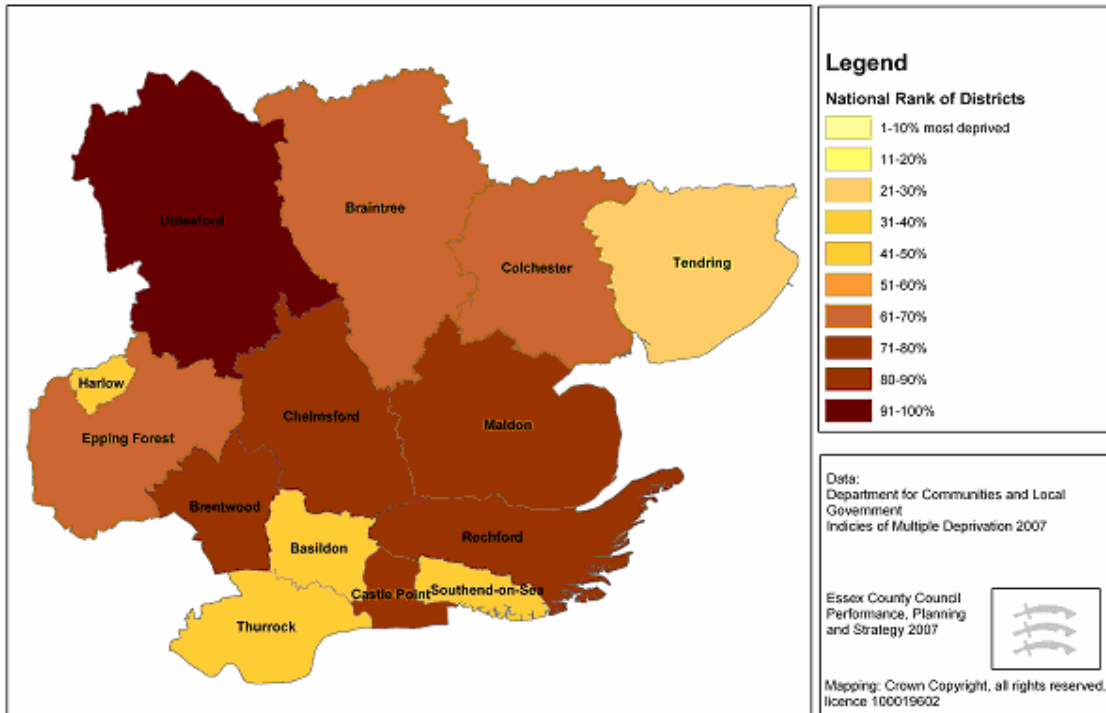 Uttlesford
Braintree
Colchester
Tendring
Harlow
Epping Forest
Chelmsford
Maldon
Brentwood
Basildon
Rochford
Castle Point
Southend-on-Sea
Thurrock
Legend
National Rank of Districts
1-10% most deprived
11-20%
21-30%
31-40%
41-50%
51-60%
61-70%
71-80%
80-90%
91-100%
Data:
Department for Communities and Local
Government
Indicies of Multiple Deprivation 2007
Essex County Council
Performance, Planning
and Strategy 2007
Mapping: Crown Copyright, all rights reserved,
licence 100019602